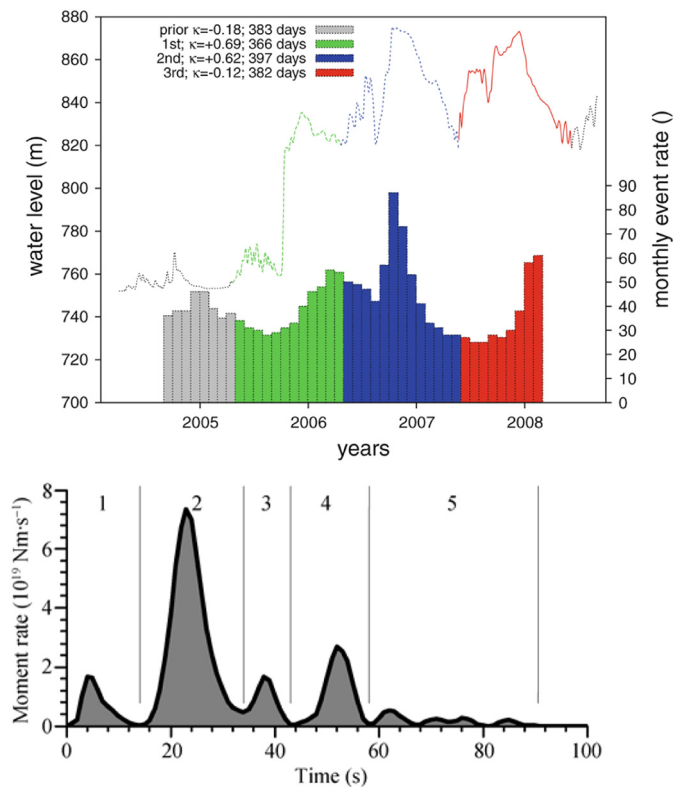 prior κ=-0.18; 383 days
1st; κ=+0.69; 366 days
2nd; κ=+0.62; 397 days
3rd; κ=-0.12; 382 days
880
860
840
820
800
780
760
740
720
700
water level (m)
90
80
70
60
50
40
30
20
10
0
monthly event rate ()
2005 2006 2007 2008
years
1 2 3 4 5
8
6
4
2
0
Moment rate (10¹⁹ Nm·s⁻¹)
0 20 40 60 80 100
Time (s)